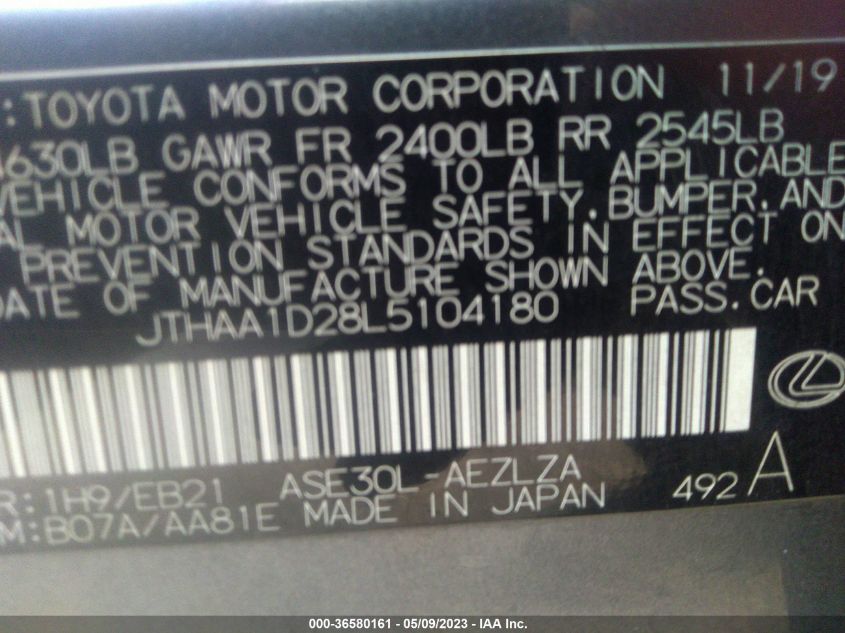 :TOYOTA MOTOR CORPORATION 11/19
4630LB GAWR FR 2400LB RR 2545LB
VEHICLE CONFORMS TO ALL APPLICABLE
AL MOTOR VEHICLE SAFETY, BUMPER, AND
PREVENTION STANDARDS IN EFFECT ON
DATE OF MANUFACTURE SHOWN ABOVE.
JTHAA1D28L5104180 PASS.CAR
R:1H9/EB21 ASE30L-AEZLZA 492 A
M:B07A/AA81E MADE IN JAPAN
000-36580161 - 05/09/2023 - IAA Inc.